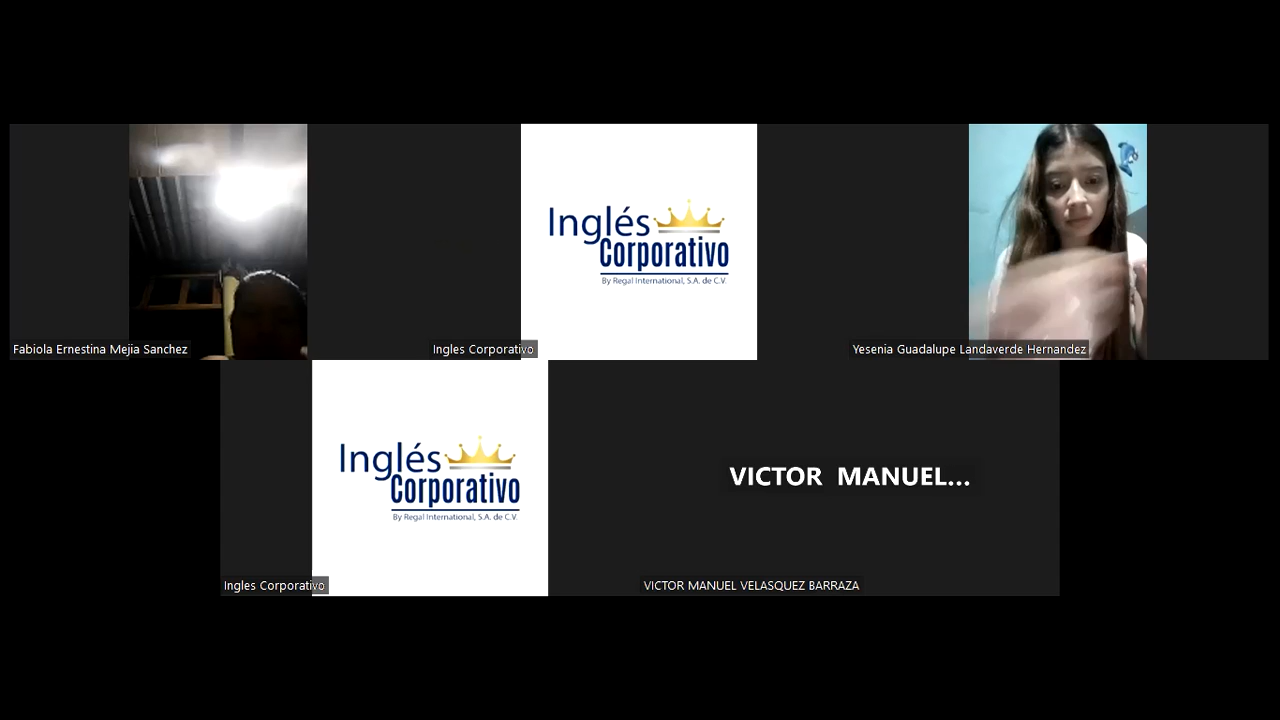 Inglés
Corporativo
By Regal International, S.A. de C.V.
Fabiola Ernestina Mejia Sanchez
Ingles Corporativo
Yesenia Guadalupe Landaverde Hernandez
Inglés
Corporativo
By Regal International, S.A. de C.V.
VICTOR MANUEL...
Ingles Corporativo
VICTOR MANUEL VELASQUEZ BARRAZA